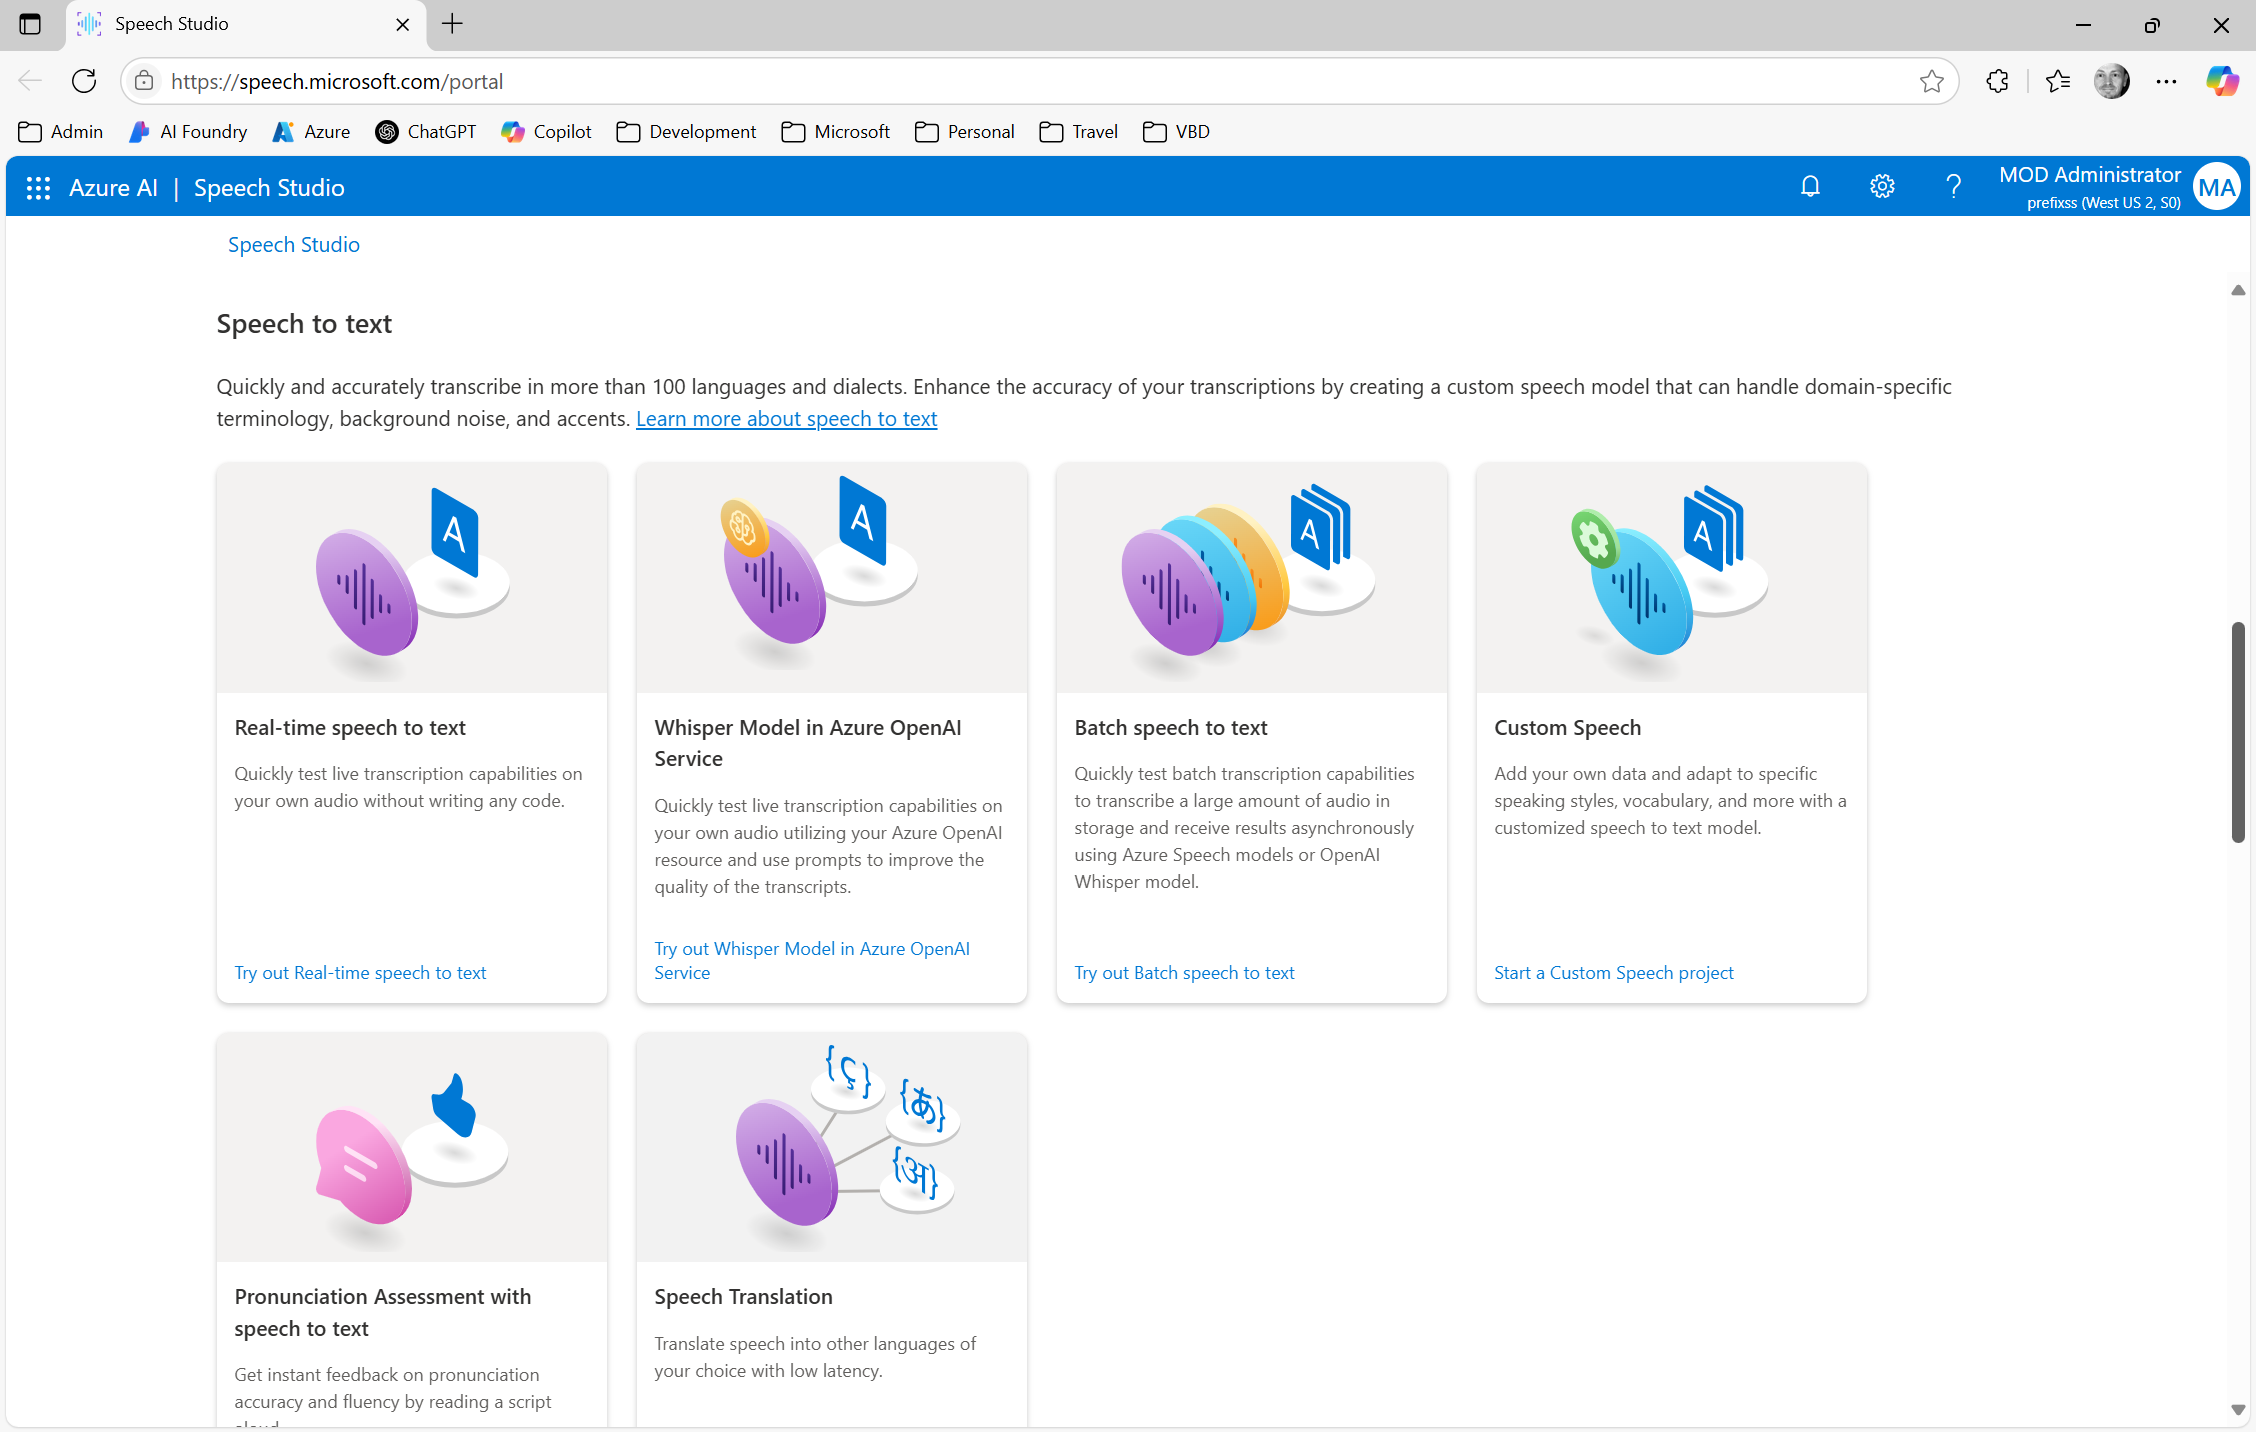 Speech Studio
https://speech.microsoft.com/portal
Admin
AI Foundry
Azure
ChatGPT
Copilot
Development
Microsoft
Personal
Travel
VBD
Azure AI | Speech Studio
MOD Administrator
prefixss (West US 2, S0)
MA
Speech Studio
Speech to text
Quickly and accurately transcribe in more than 100 languages and dialects. Enhance the accuracy of your transcriptions by creating a custom speech model that can handle domain-specific
terminology, background noise, and accents. Learn more about speech to text
A
A
A
A
Real-time speech to text
Quickly test live transcription capabilities on
your own audio without writing any code.
Try out Real-time speech to text
Whisper Model in Azure OpenAI
Service
Quickly test live transcription capabilities on
your own audio utilizing your Azure OpenAI
resource and use prompts to improve the
quality of the transcripts.
Try out Whisper Model in Azure OpenAI
Service
Batch speech to text
Quickly test batch transcription capabilities
to transcribe a large amount of audio in
storage and receive results asynchronously
using Azure Speech models or OpenAI
Whisper model.
Try out Batch speech to text
Custom Speech
Add your own data and adapt to specific
speaking styles, vocabulary, and more with a
customized speech to text model.
Start a Custom Speech project
{ç}
{あ}
{अ}
Pronunciation Assessment with
speech to text
Get instant feedback on pronunciation
accuracy and fluency by reading a script
Speech Translation
Translate speech into other languages of
your choice with low latency.